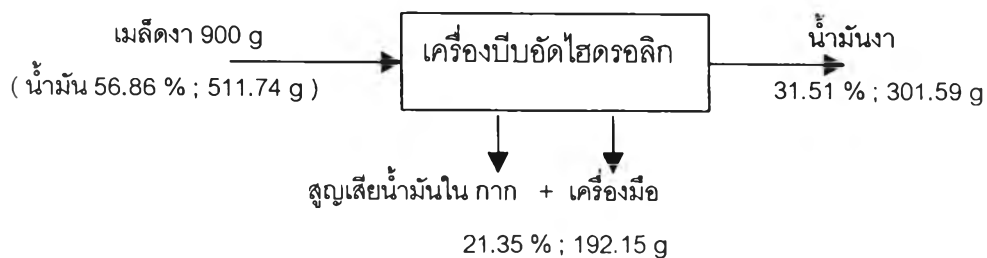 เมล็ดงา 900 g
( น้ำมัน 56.86 % ; 511.74 g )
เครื่องบีบอัดไฮดรอลิก
น้ำมันงา
31.51 % ; 301.59 g
สูญเสียน้ำมันใน กาก + เครื่องมือ
21.35 % ; 192.15 g